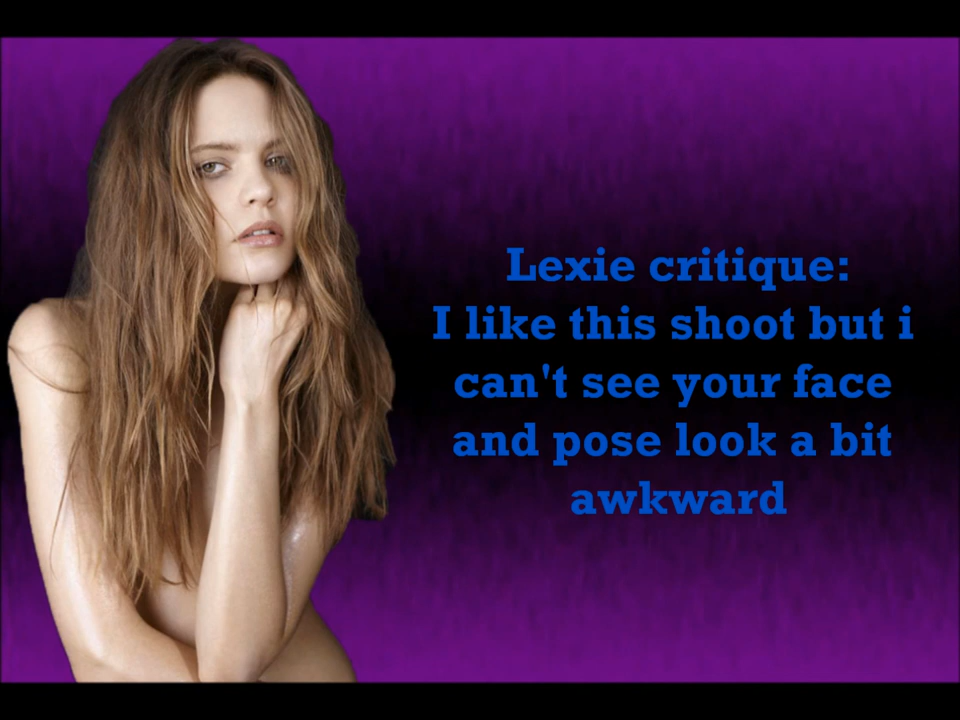 Lexie critique:
I like this shoot but i
can't see your face
and pose look a bit
awkward